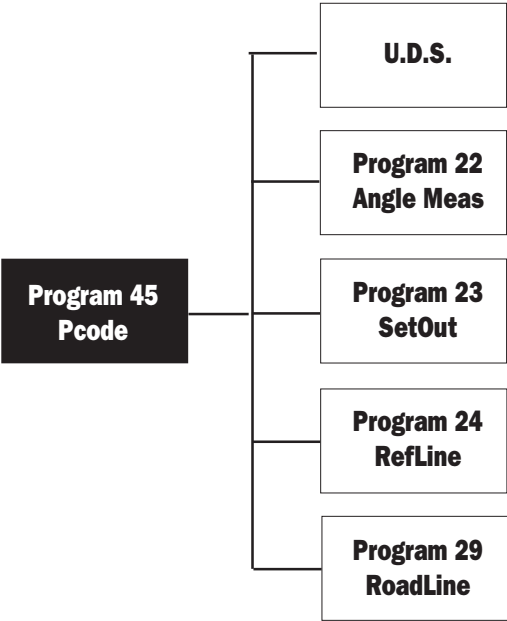 U.D.S.
Program 22
Angle Meas
Program 45
Pcode
Program 23
SetOut
Program 24
RefLine
Program 29
RoadLine